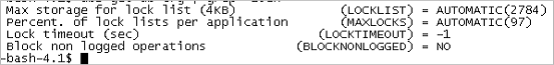 Max storage for lock list (4KB) (LOCKLIST) = AUTOMATIC(2784)
Percent. of lock lists per application (MAXLOCKS) = AUTOMATIC(97)
Lock timeout (sec) (LOCKTIMEOUT) = -1
Block non logged operations (BLOCKNONLOGGED) = NO
-bash-4.1$